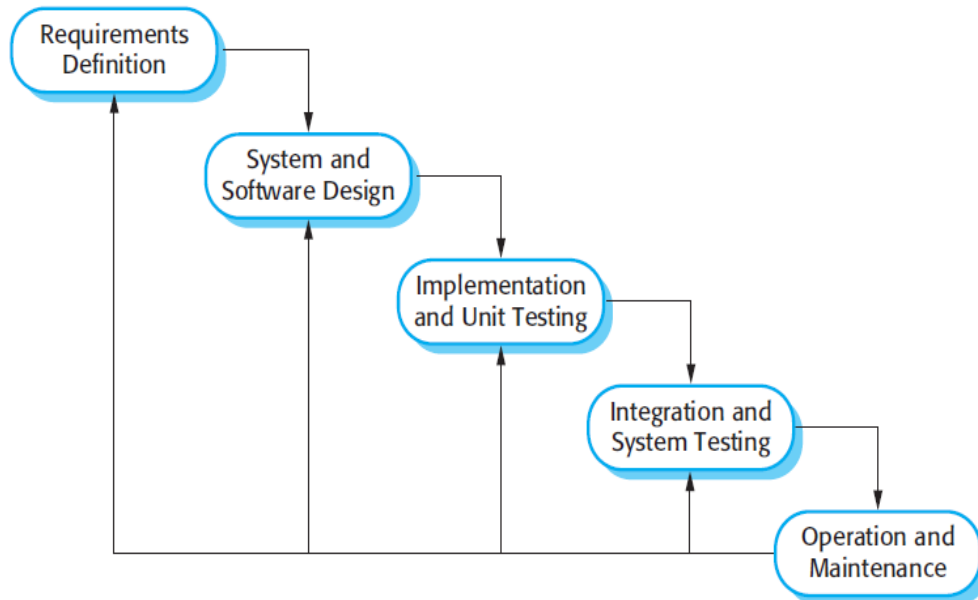 Requirements
Definition
System and
Software Design
Implementation
and Unit Testing
Integration and
System Testing
Operation and
Maintenance